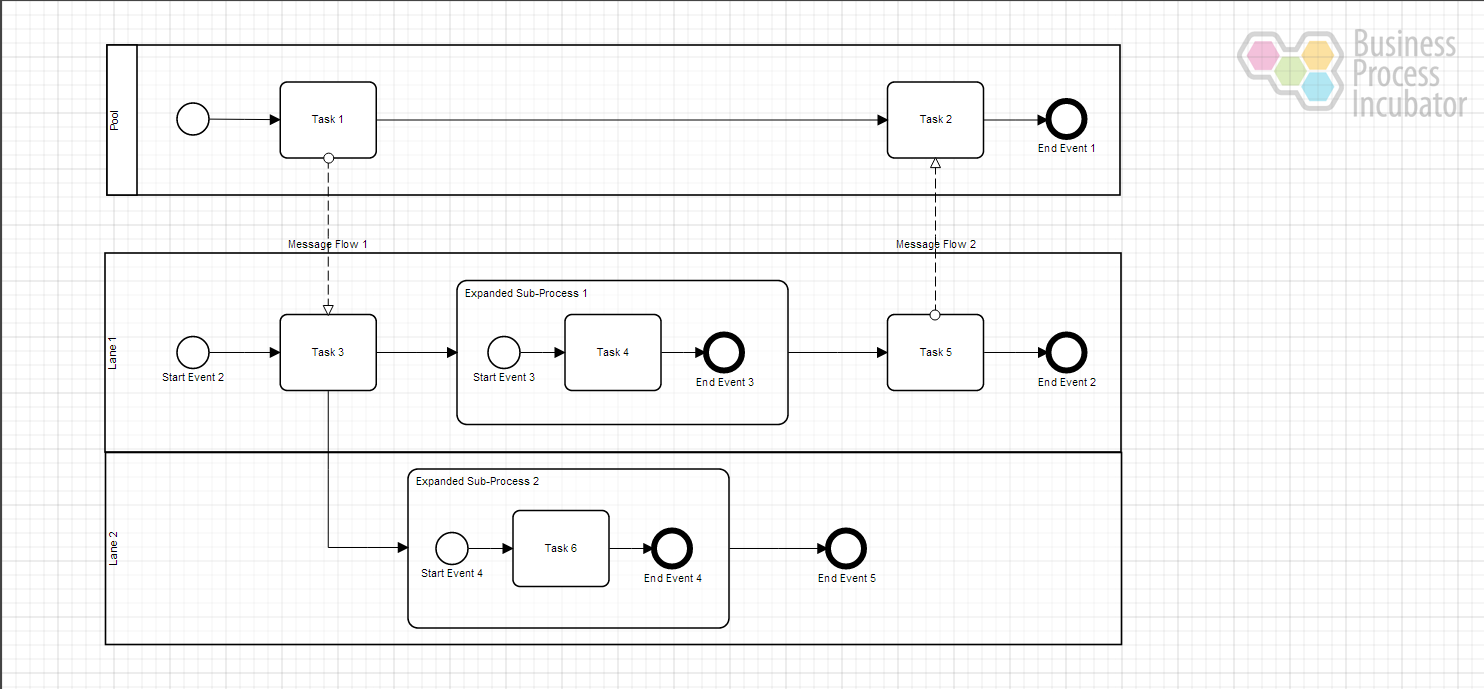 Business
Process
Incubator
Pool
Task 1
Task 2
End Event 1
Message Flow 1
Message Flow 2
Lane 1
Expanded Sub-Process 1
Start Event 2
Task 3
Start Event 3
Task 4
End Event 3
Task 5
End Event 2
Lane 2
Expanded Sub-Process 2
Start Event 4
Task 6
End Event 4
End Event 5